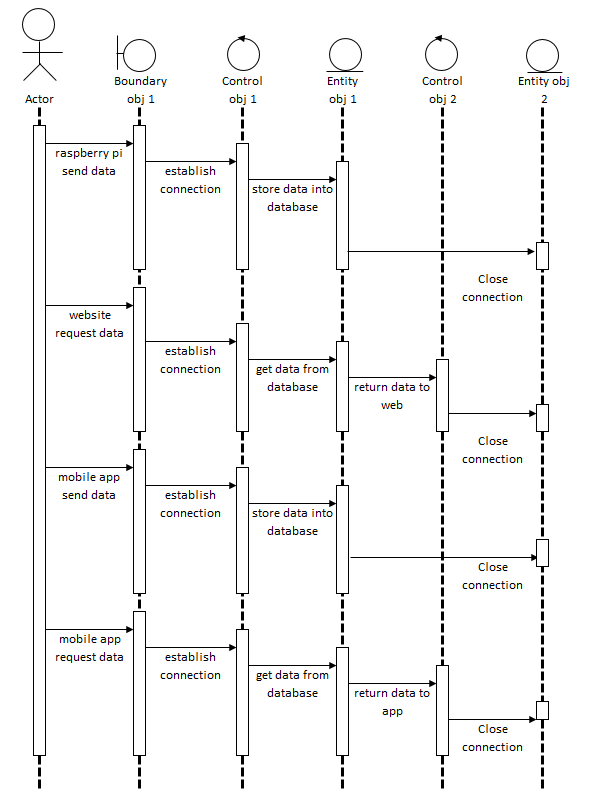 Actor
Boundary
obj 1
Control
obj 1
Entity
obj 1
Control
obj 2
Entity obj
2
raspberry pi
send data
establish
connection
store data into
database
Close
connection
website
request data
establish
connection
get data from
database
return data to
web
Close
connection
mobile app
send data
establish
connection
store data into
database
Close
connection
mobile app
request data
establish
connection
get data from
database
return data to
app
Close
connection